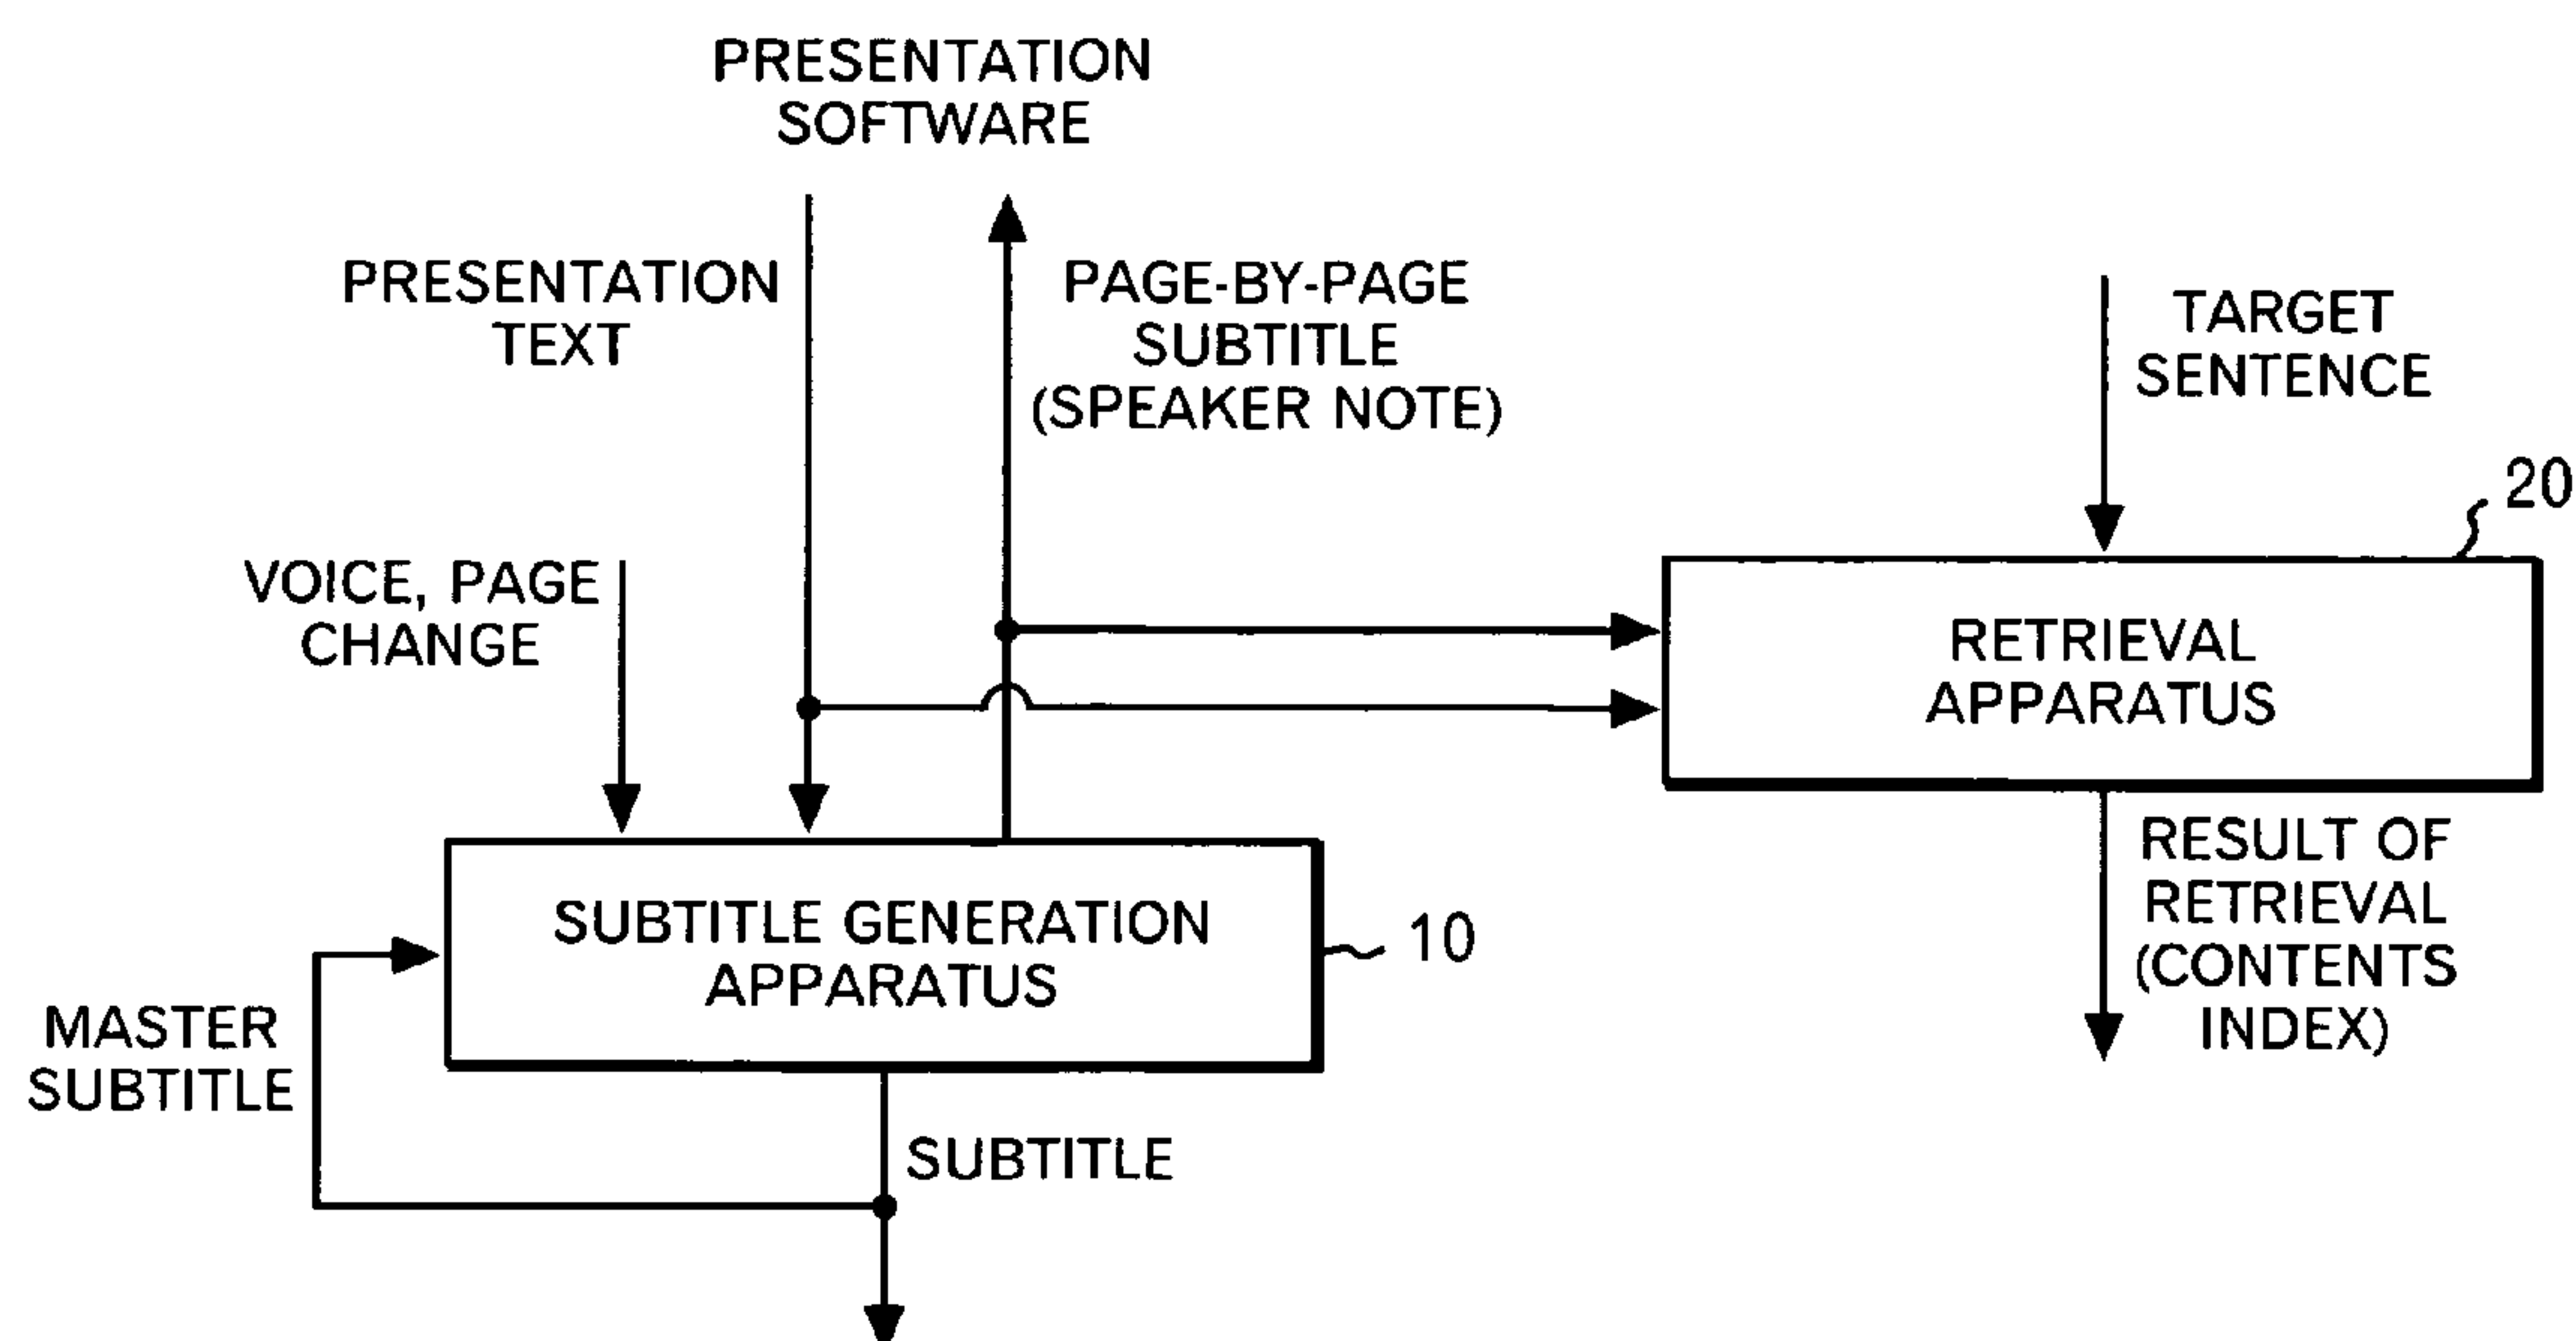 PRESENTATION
SOFTWARE
PRESENTATION
TEXT
PAGE-BY-PAGE
SUBTITLE
(SPEAKER NOTE)
TARGET
SENTENCE
20
VOICE, PAGE
CHANGE
RETRIEVAL
APPARATUS
SUBTITLE GENERATION
APPARATUS
10
RESULT OF
RETRIEVAL
(CONTENTS
INDEX)
MASTER
SUBTITLE
SUBTITLE